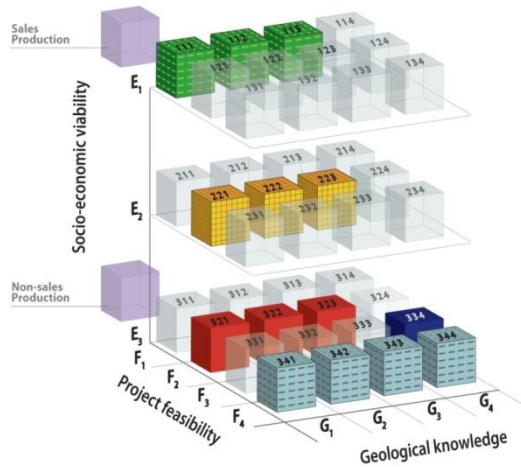 Sales
Production
114
113
112
111
124
123
122
121
134
133
132
131
E1
Socio-economic viability
214
213
212
211
224
223
222
221
234
233
232
231
E2
Non-sales
Production
314
313
312
311
324
323
322
321
334
333
332
331
344
343
342
341
E3
F1
F2
F3
F4
Project feasibility
G1
G2
G3
G4
Geological knowledge